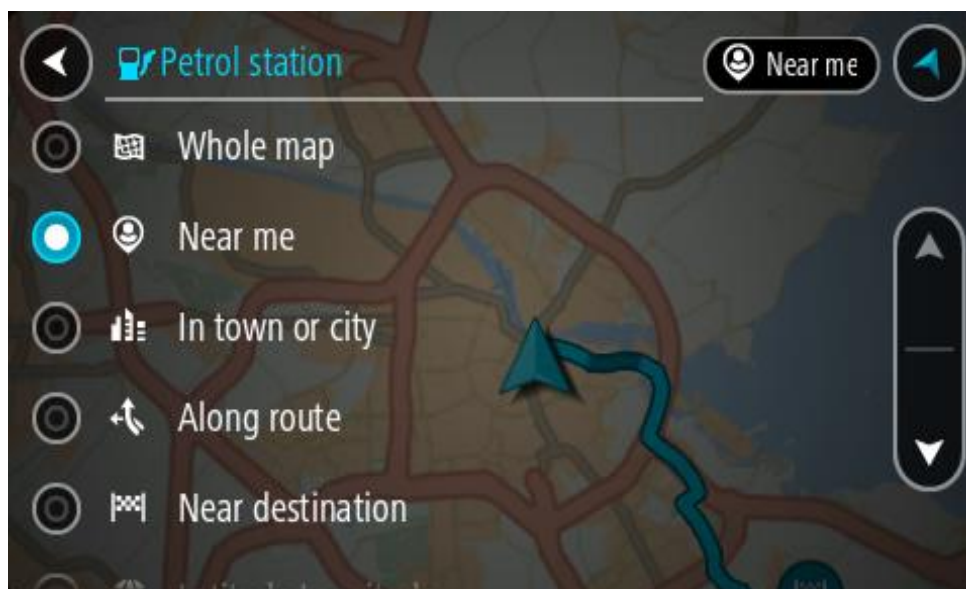 Petrol station
Near me
Whole map
Near me
In town or city
Along route
Near destination